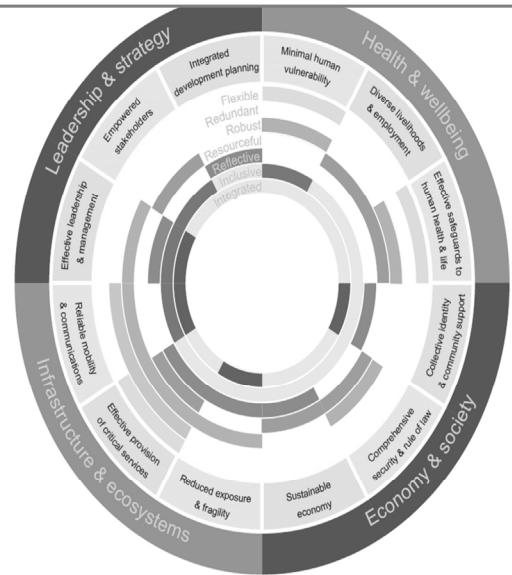 Leadership & strategy
Health & wellbeing
Integrated
development planning
Minimal human
vulnerability
Empowered
stakeholders
Diverse livelihoods
& employment
Effective leadership
& management
Effective safeguards to
human health & life
Flexible
Redundant
Robust
Resourceful
Reflective
Inclusive
Integrated
Reliable mobility
& communications
Collective identity
& community support
Effective provision
of critical services
Comprehensive
security & rule of law
Reduced exposure
& fragility
Sustainable
economy
Infrastructure & ecosystems
Economy & society